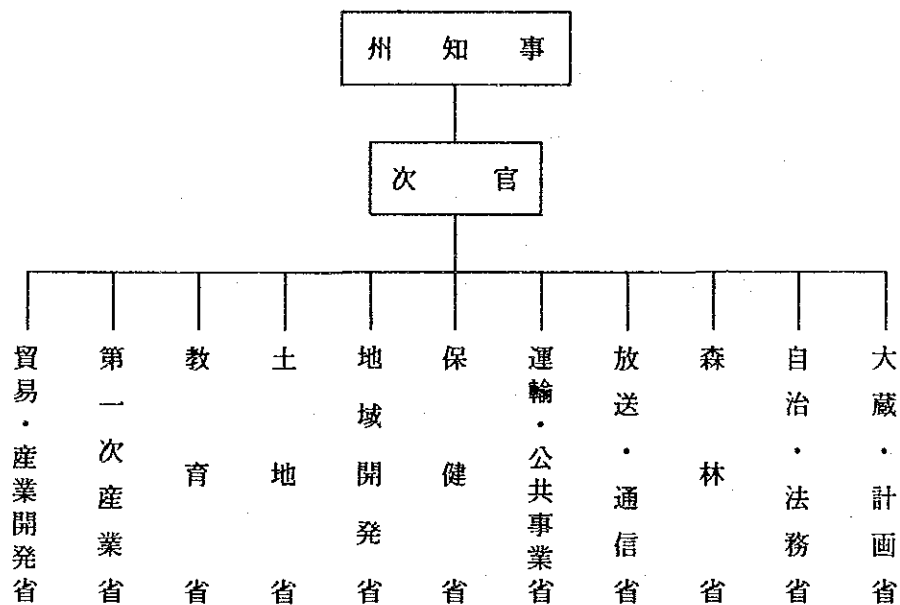 州知事
次官
貿易・産業開発省
第一次産業省
教育省
土地省
地域開発省
保健省
運輸・公共事業省
放送・通信省
森林省
自治・法務省
大蔵・計画省